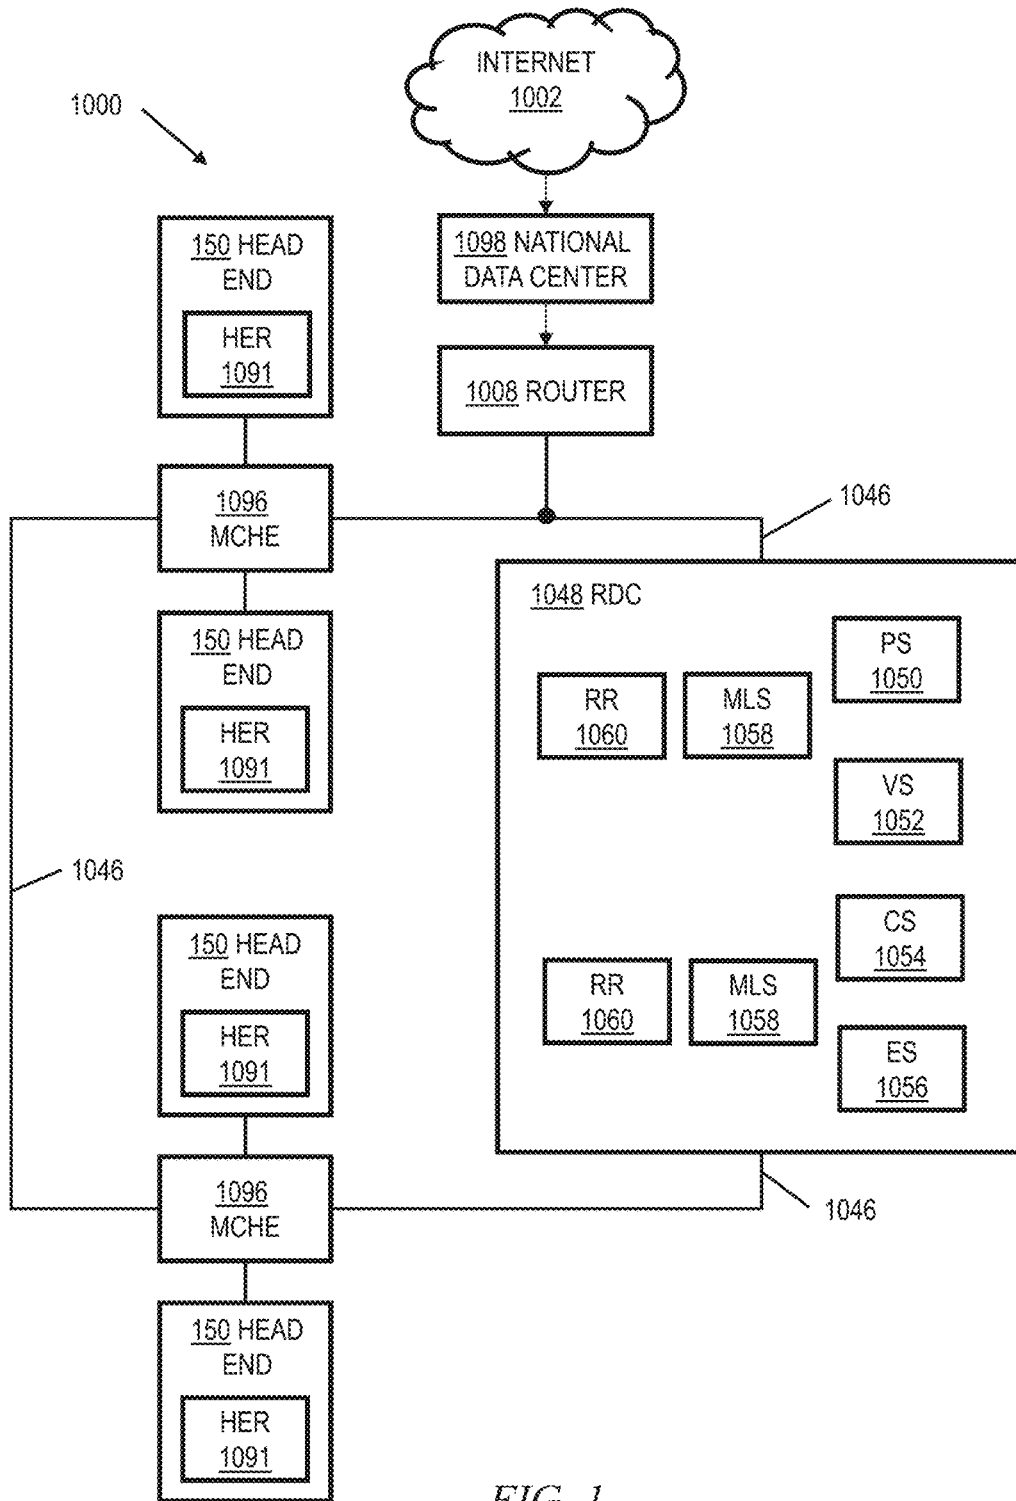 INTERNET
1002
1000
1098 NATIONAL
DATA CENTER
1008 ROUTER
150 HEAD
END
HER
1091
1096
MCHE
1046
150 HEAD
END
HER
1091
1048 RDC
PS
1050
RR
1060
MLS
1058
VS
1052
1046
CS
1054
RR
1060
MLS
1058
ES
1056
150 HEAD
END
HER
1091
1096
MCHE
1046
150 HEAD
END
HER
1091
FIG. 1